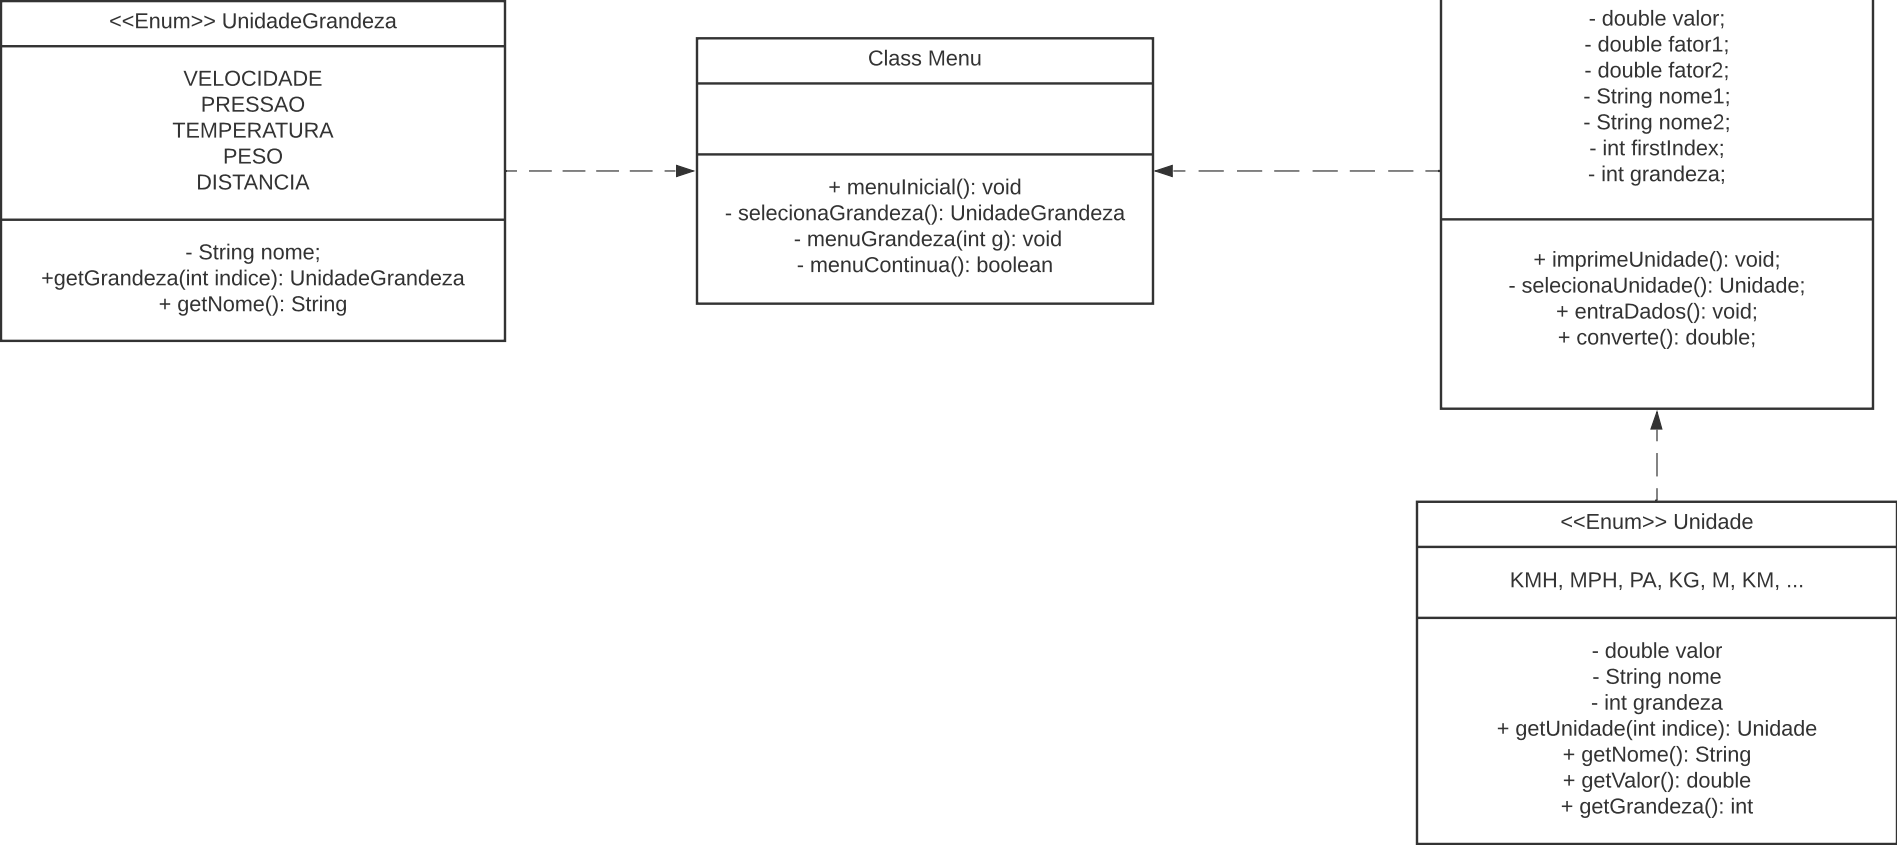 <<Enum>> UnidadeGrandeza
VELOCIDADE
PRESSAO
TEMPERATURA
PESO
DISTANCIA
- String nome;
+getGrandeza(int indice): UnidadeGrandeza
+ getNome(): String
Class Menu
+ menuInicial(): void
- selecionaGrandeza(): UnidadeGrandeza
- menuGrandeza(int g): void
- menuContinua(): boolean
- double valor;
- double fator1;
- double fator2;
- String nome1;
- String nome2;
- int firstIndex;
- int grandeza;
+ imprimeUnidade(): void;
- selecionaUnidade(): Unidade;
+ entraDados(): void;
+ converte(): double;
<<Enum>> Unidade
KMH, MPH, PA, KG, M, KM, ...
- double valor
- String nome
- int grandeza
+ getUnidade(int indice): Unidade
+ getNome(): String
+ getValor(): double
+ getGrandeza(): int